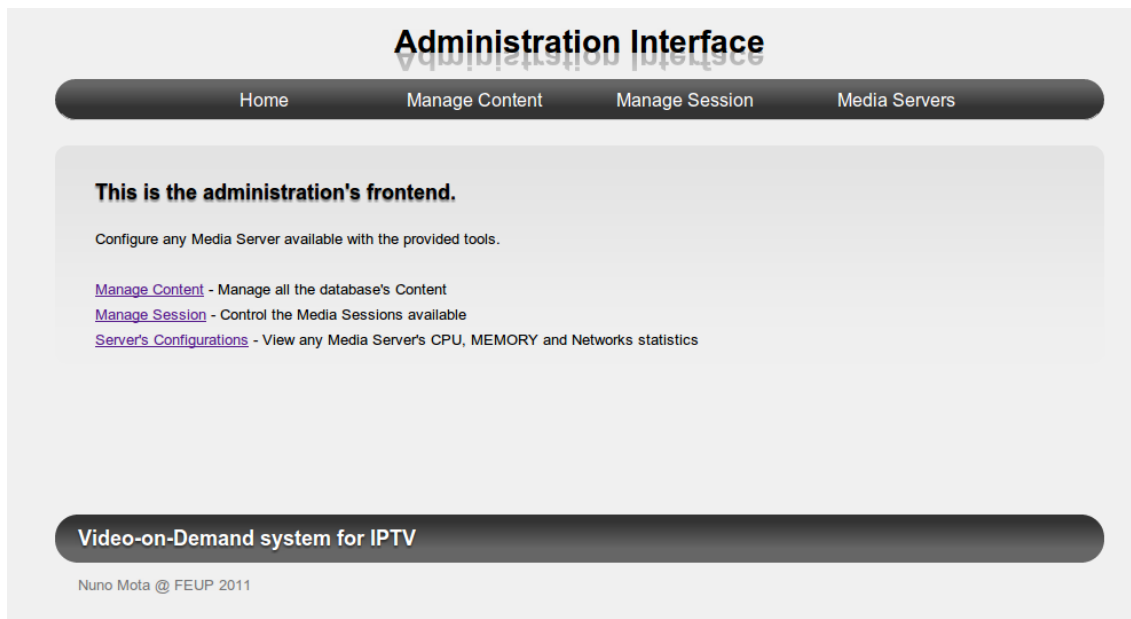 Administration Interface
Home Manage Content Manage Session Media Servers
This is the administration's frontend.
Configure any Media Server available with the provided tools.
Manage Content - Manage all the database's Content
Manage Session - Control the Media Sessions available
Server's Configurations - View any Media Server's CPU, MEMORY and Networks statistics
Video-on-Demand system for IPTV
Nuno Mota @ FEUP 2011